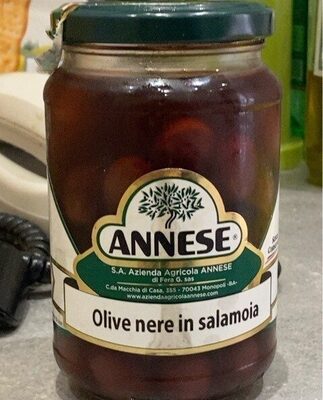 ANNESE
ANNESE®
S.A. Azienda Agricola ANNESE
di Fera G. sas
C.da Macchia di Casa, 355 - 70043 Monopoli -BA-
www.aziendaagricolaannese.com
Olive nere in salamoia